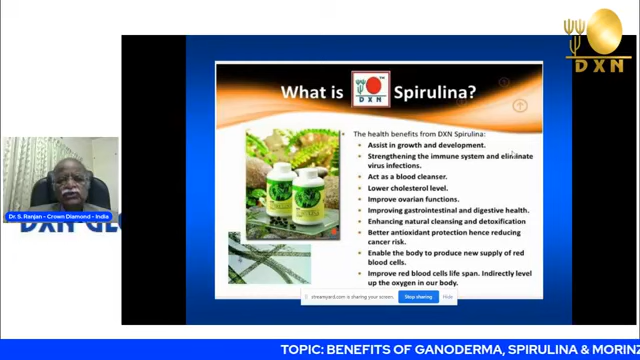 DXN
What is DXN Spirulina?
The health benefits from DXN Spirulina:
Assist in growth and development.
Strengthening the immune system and eliminate
virus infections.
Act as a blood cleanser.
Lower cholesterol level.
Improve ovarian functions.
Improving gastrointestinal and digestive health.
Enhancing natural cleansing and detoxification
Better antioxidant protection hence reducing
cancer risk.
Enable the body to produce new supply of red
blood cells.
Improve red blood cells life span. Indirectly level
up the oxygen in our body.
streamyard.com is sharing your screen.
Stop sharing
Hide
Dr. S. Ranjan - Crown Diamond - India
TOPIC: BENEFITS OF GANODERMA, SPIRULINA & MORINZ